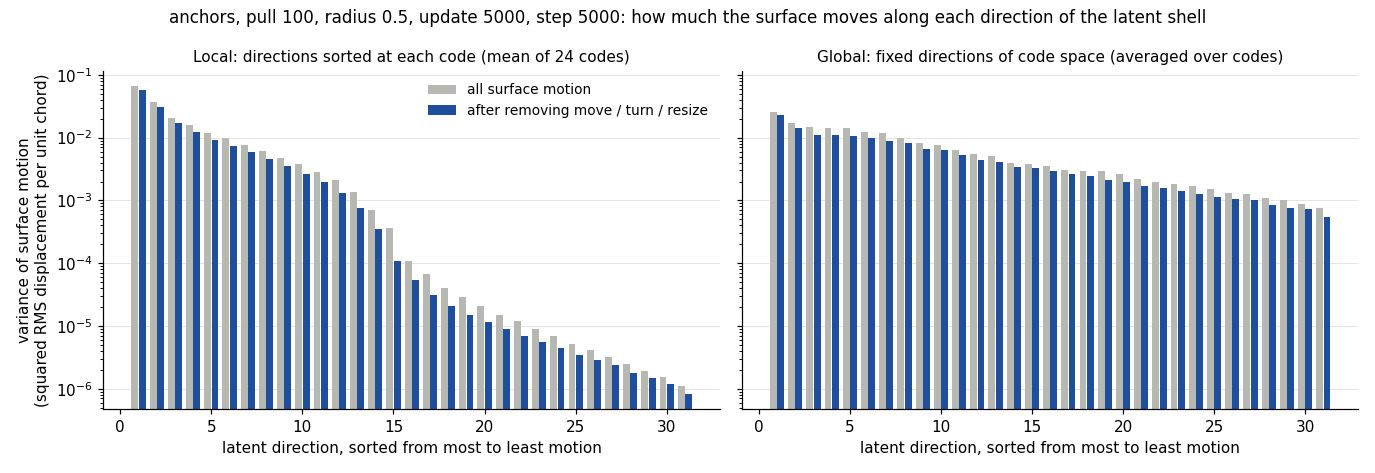 anchors, pull 100, radius 0.5, update 5000, step 5000: how much the surface moves along each direction of the latent shell
Local: directions sorted at each code (mean of 24 codes)
Global: fixed directions of code space (averaged over codes)
variance of surface motion
(squared RMS displacement per unit chord)
10⁻¹
10⁻²
10⁻³
10⁻⁴
10⁻⁵
10⁻⁶
all surface motion
after removing move / turn / resize
0 5 10 15 20 25 30
0 5 10 15 20 25 30
latent direction, sorted from most to least motion
latent direction, sorted from most to least motion